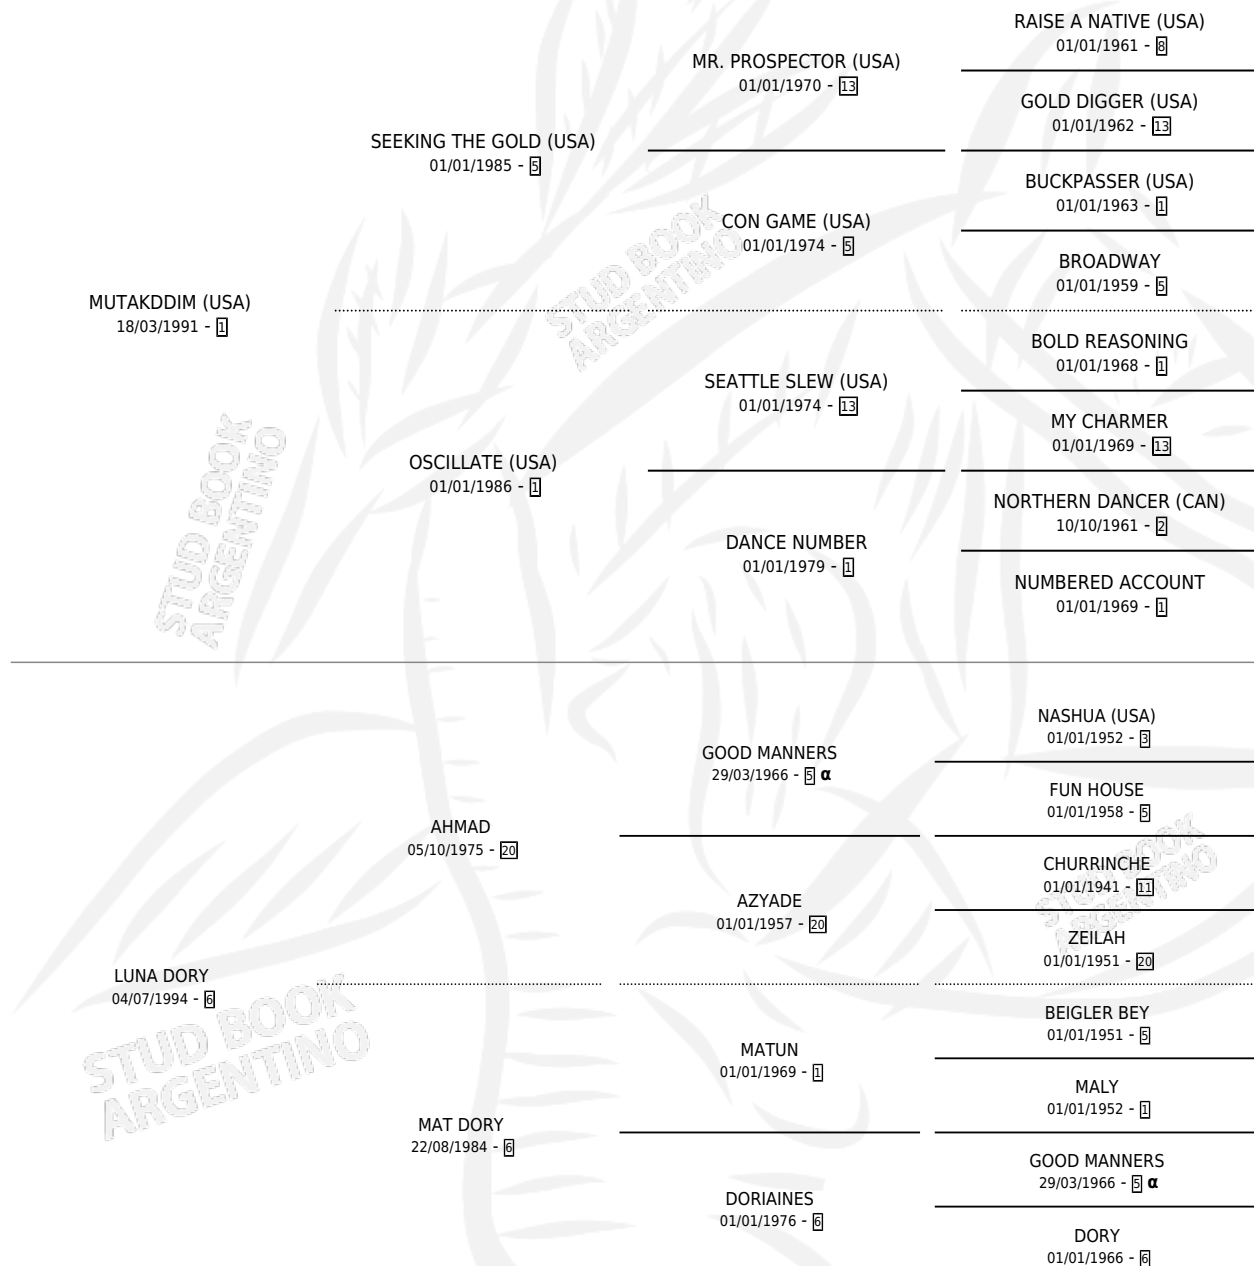 RAISE A NATIVE (USA)
01/01/1961 - 8
MR. PROSPECTOR (USA)
01/01/1970 - 13
GOLD DIGGER (USA)
01/01/1962 - 13
SEEKING THE GOLD (USA)
01/01/1985 - 5
BUCKPASSER (USA)
01/01/1963 - 1
CON GAME (USA)
01/01/1974 - 5
BROADWAY
01/01/1959 - 5
MUTAKDDIM (USA)
18/03/1991 - 1
BOLD REASONING
01/01/1968 - 1
SEATTLE SLEW (USA)
01/01/1974 - 13
MY CHARMER
01/01/1969 - 13
OSCILLATE (USA)
01/01/1986 - 1
NORTHERN DANCER (CAN)
10/10/1961 - 2
DANCE NUMBER
01/01/1979 - 1
NUMBERED ACCOUNT
01/01/1969 - 1
NASHUA (USA)
01/01/1952 - 3
GOOD MANNERS
29/03/1966 - 5 α
FUN HOUSE
01/01/1958 - 5
AHMAD
05/10/1975 - 20
CHURRINCHE
01/01/1941 - 11
AZYADE
01/01/1957 - 20
ZEILAH
01/01/1951 - 20
LUNA DORY
04/07/1994 - 6
BEIGLER BEY
01/01/1951 - 5
MATUN
01/01/1969 - 1
MALY
01/01/1952 - 1
MAT DORY
22/08/1984 - 6
GOOD MANNERS
29/03/1966 - 5 α
DORIAINES
01/01/1976 - 6
DORY
01/01/1966 - 6
STUD BOOK
ARGENTINO
STUD BOOK
ARGENTINO
STUD BOOK
ARGENTINO
STUD BOOK
ARGENTINO